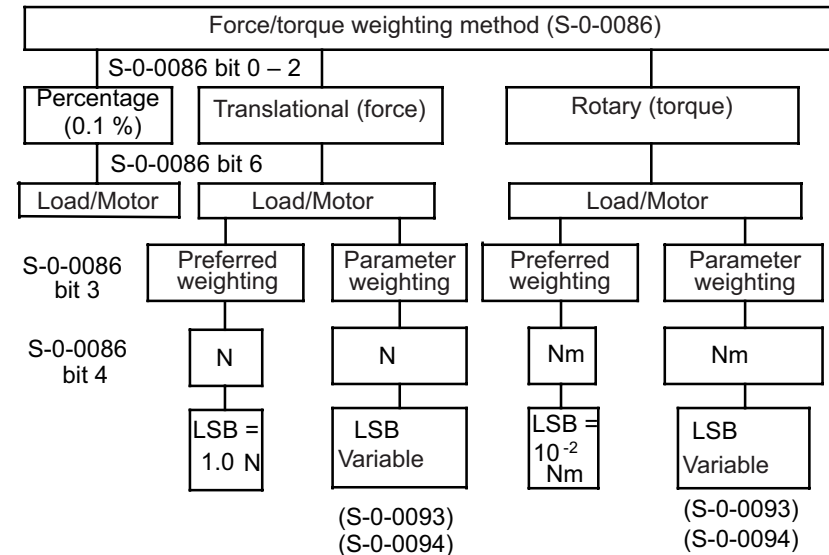 Force/torque weighting method (S-0-0086)
S-0-0086 bit 0 – 2
Percentage
(0.1 %)
Translational (force)
Rotary (torque)
S-0-0086 bit 6
Load/Motor
Load/Motor
Load/Motor
S-0-0086
bit 3
Preferred
weighting
Parameter
weighting
Preferred
weighting
Parameter
weighting
S-0-0086
bit 4
N
N
Nm
Nm
LSB =
1.0 N
LSB
Variable
LSB =
10⁻²
Nm
LSB
Variable
(S-0-0093)
(S-0-0094)
(S-0-0093)
(S-0-0094)